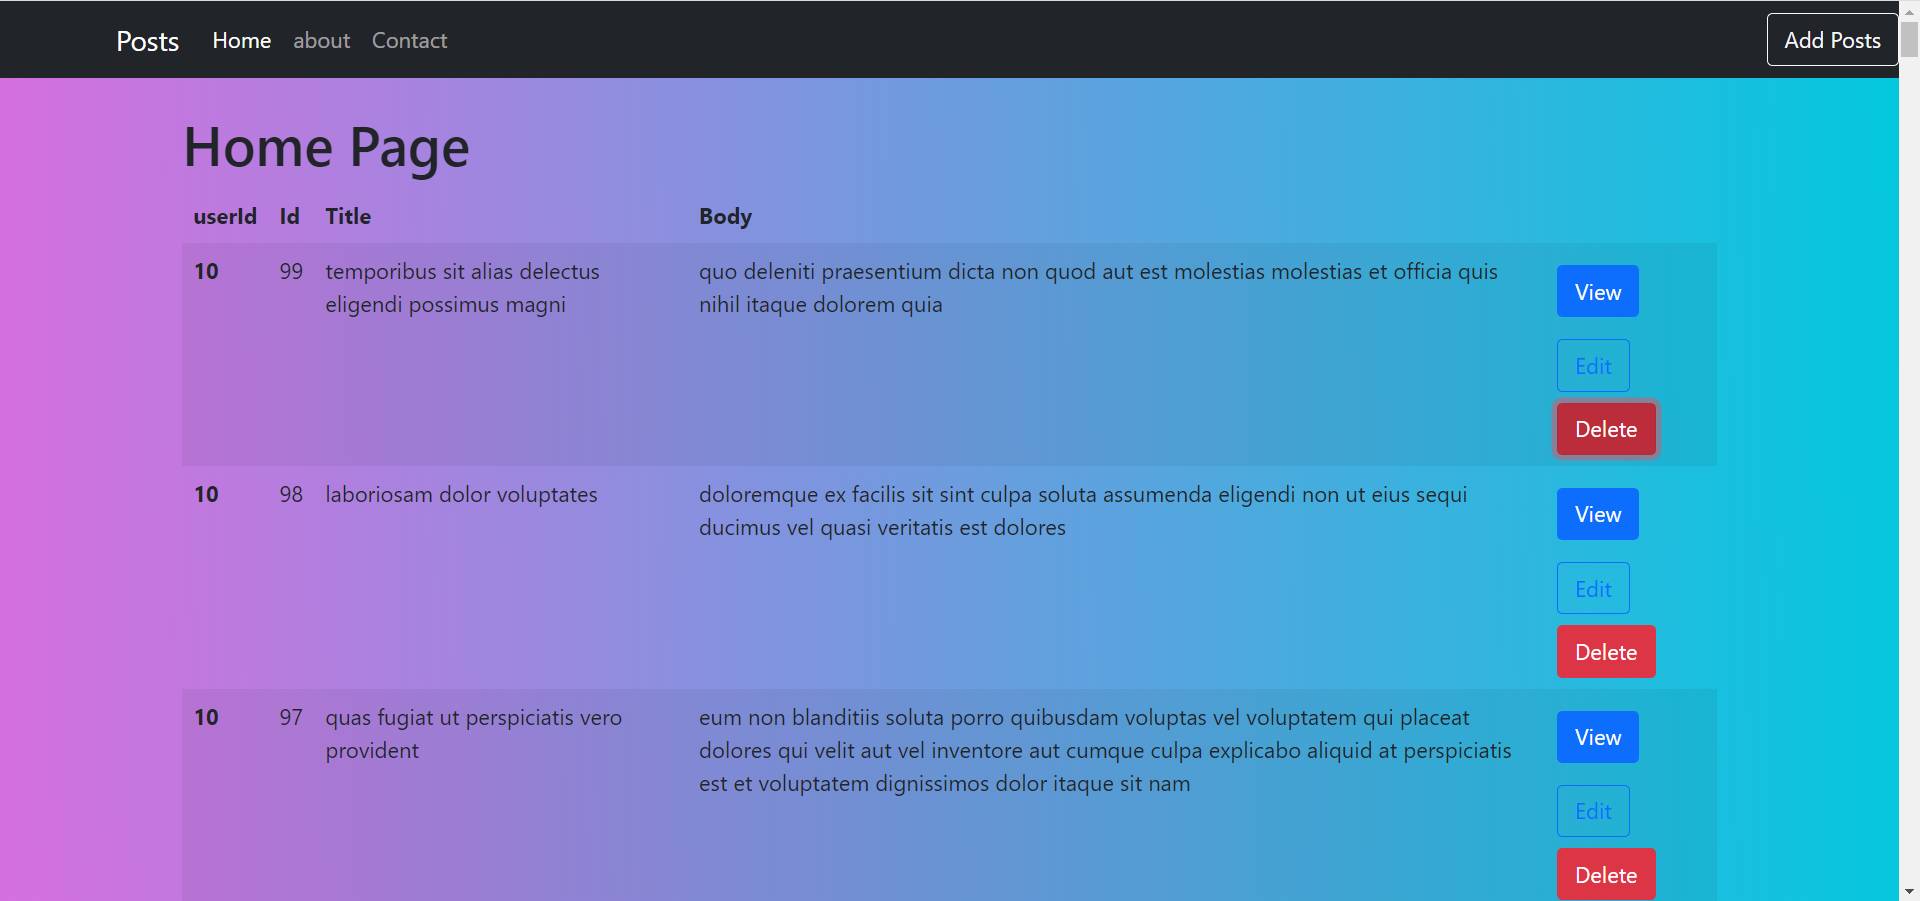 Posts Home about Contact Add Posts
Home Page
userId Id Title Body
10 99 temporibus sit alias delectus quo deleniti praesentium dicta non quod aut est molestias molestias et officia quis
eligendi possimus magni nihil itaque dolorem quia
View
Edit
Delete
10 98 laboriosam dolor voluptates doloremque ex facilis sit sint culpa soluta assumenda eligendi non ut eius sequi
ducimus vel quasi veritatis est dolores
View
Edit
Delete
10 97 quas fugiat ut perspiciatis vero eum non blanditiis soluta porro quibusdam voluptas vel voluptatem qui placeat
provident dolores qui velit aut vel inventore aut cumque culpa explicabo aliquid at perspiciatis
est et voluptatem dignissimos dolor itaque sit nam
View
Edit
Delete